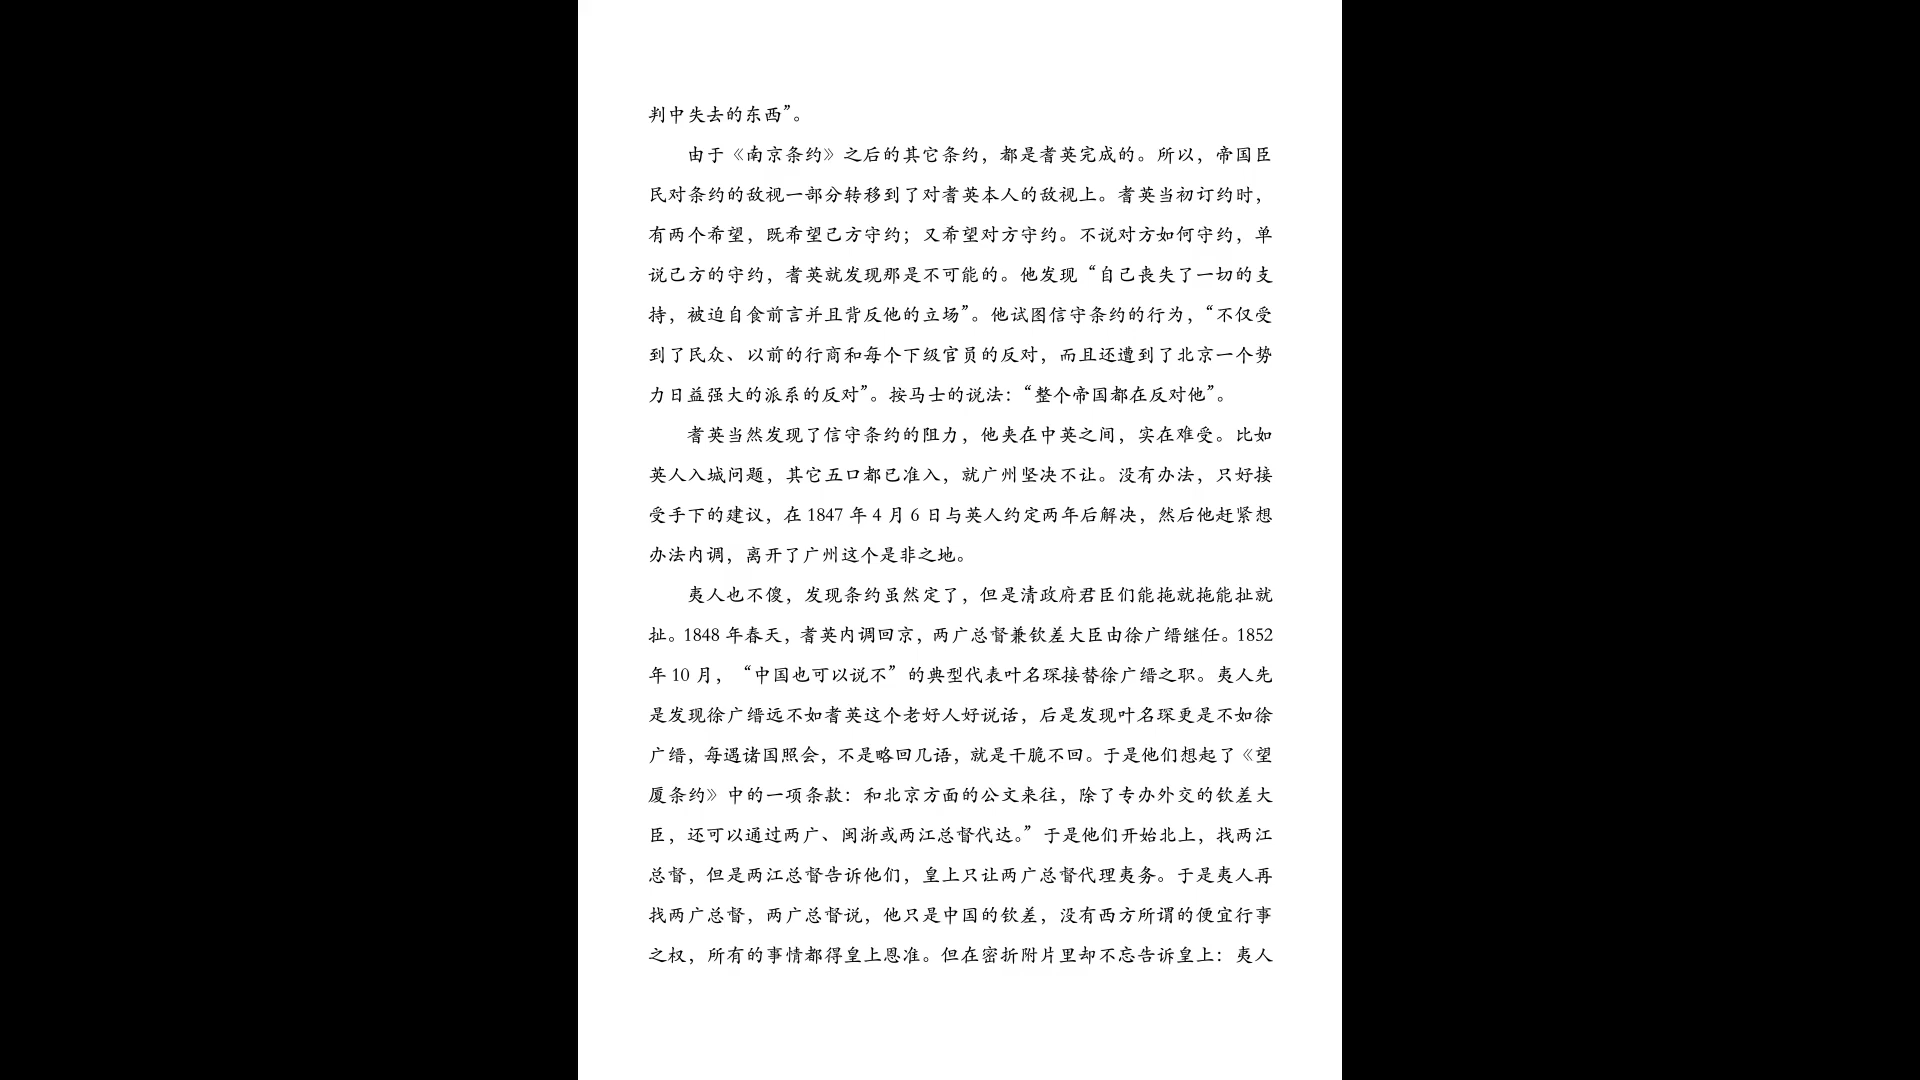 判中失去的东西”。
由于《南京条约》之后的其它条约，都是耆英完成的。所以，帝国臣
民对条约的敌视一部分转移到了对耆英本人的敌视上。耆英当初订约时，
有两个希望，既希望己方守约；又希望对方守约。不说对方如何守约，单
说己方的守约，耆英就发现那是不可能的。他发现“自己丧失了一切的支
持，被迫自食前言并且背反他的立场”。他试图信守条约的行为，“不仅受
到了民众、以前的行商和每个下级官员的反对，而且还遭到了北京一个势
力日益强大的派系的反对”。按马士的说法：“整个帝国都在反对他”。
耆英当然发现了信守条约的阻力，他夹在中英之间，实在难受。比如
英人入城问题，其它五口都已准入，就广州坚决不让。没有办法，只好接
受手下的建议，在 1847 年 4 月 6 日与英人约定两年后解决，然后他赶紧想
办法内调，离开了广州这个是非之地。
夷人也不傻，发现条约虽然定了，但是清政府君臣们能拖就拖能扯就
扯。1848 年春天，耆英内调回京，两广总督兼钦差大臣由徐广缙继任。1852
年 10 月，“中国也可以说不”的典型代表叶名琛接替徐广缙之职。夷人先
是发现徐广缙远不如耆英这个老好人好说话，后是发现叶名琛更是不如徐
广缙，每遇诸国照会，不是略回几语，就是干脆不回。于是他们想起了《望
厦条约》中的一项条款：和北京方面的公文来往，除了专办外交的钦差大
臣，还可以通过两广、闽浙或两江总督代达。”于是他们开始北上，找两江
总督，但是两江总督告诉他们，皇上只让两广总督代理夷务。于是夷人再
找两广总督，两广总督说，他只是中国的钦差，没有西方所谓的便宜行事
之权，所有的事情都得皇上恩准。但在密折附片里却不忘告诉皇上：夷人